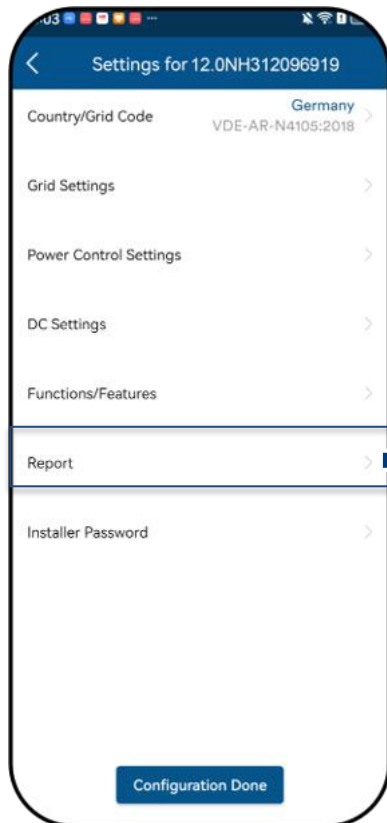 :03
Settings for 12.0NH312096919
Country/Grid Code
Germany
VDE-AR-N4105:2018
Grid Settings
Power Control Settings
DC Settings
Functions/Features
Report
Installer Password
Configuration Done